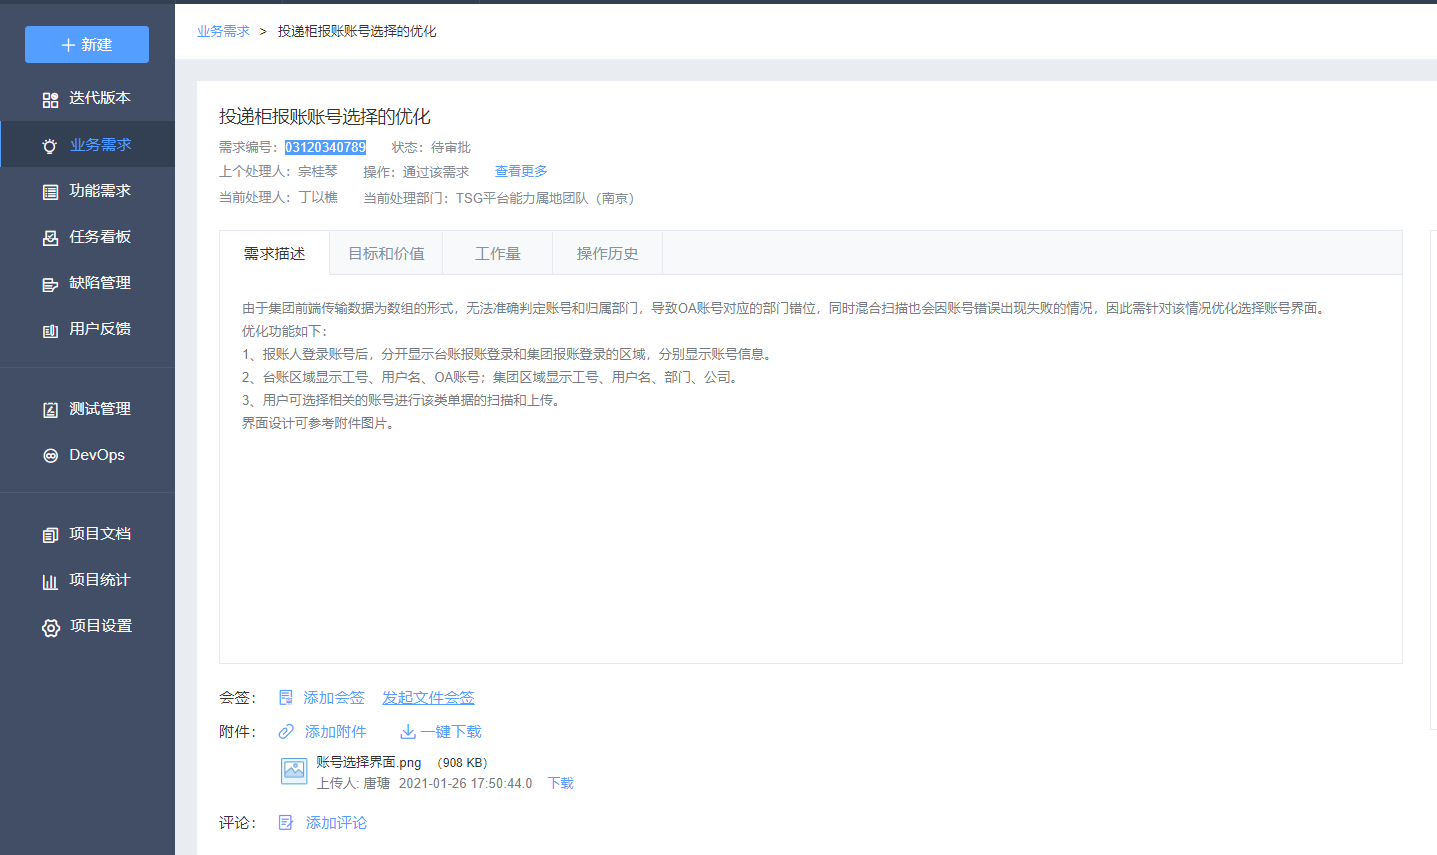 新建
迭代版本
业务需求
功能需求
任务看板
缺陷管理
用户反馈
测试管理
DevOps
项目文档
项目统计
项目设置
业务需求 > 投递柜报账账号选择的优化
投递柜报账账号选择的优化
需求编号：03120340789 状态：待审批
上个处理人：宗桂琴 操作：通过该需求 查看更多
当前处理人：丁以樵 当前处理部门：TSG平台能力属地团队（南京）
需求描述 目标和价值 工作量 操作历史
由于集团前端传输数据为数组的形式，无法准确判定账号和归属部门，导致OA账号对应的部门错位，同时混合扫描也会因账号错误出现失败的情况，因此需针对该情况优化选择账号界面。
优化功能如下：
1、报账人登录账号后，分开显示台账报账登录和集团报账登录的区域，分别显示账号信息。
2、台账区域显示工号、用户名、OA账号；集团区域显示工号、用户名、部门、公司。
3、用户可选择相关的账号进行该类单据的扫描和上传。
界面设计可参考附件图片。
会签： 添加会签 发起文件会签
附件： 添加附件 一键下载
账号选择界面.png （908 KB）
上传人: 唐瑭 2021-01-26 17:50:44.0 下载
评论： 添加评论